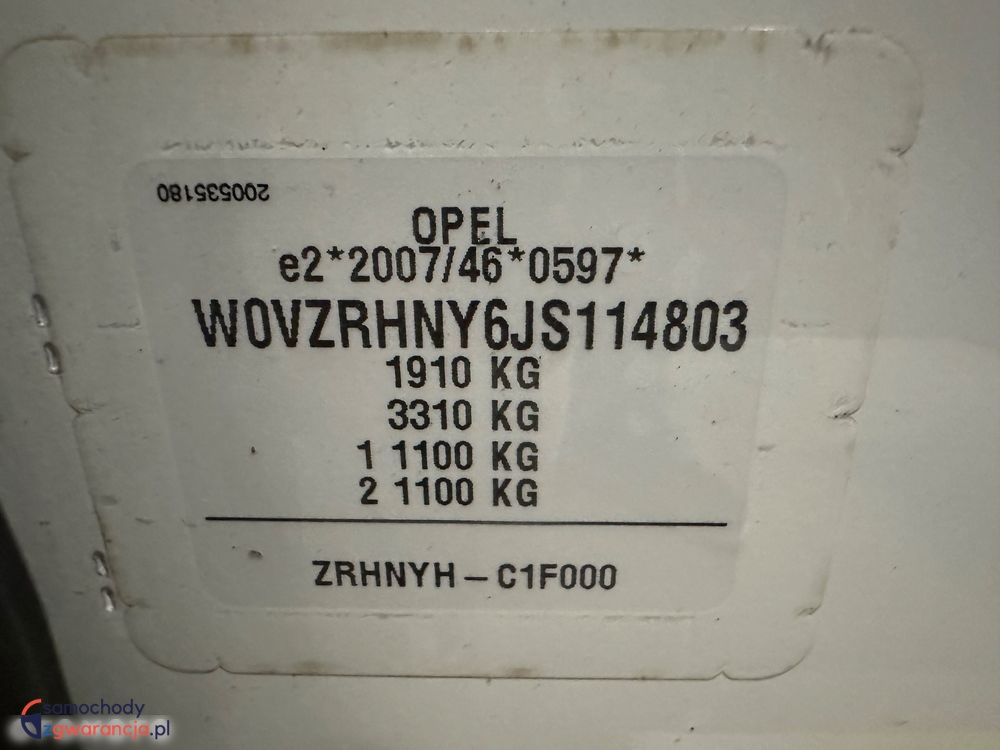 200535180
OPEL
e2*2007/46*0597*
W0VZRHNY6JS114803
1910 KG
3310 KG
1 1100 KG
2 1100 KG
ZRHNYH – C1F000
samochody
zgwarancja.pl